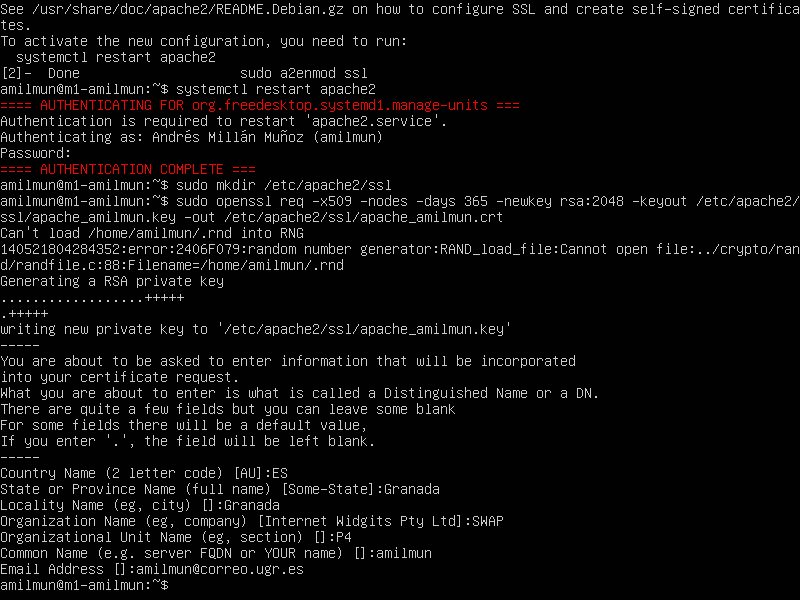 See /usr/share/doc/apache2/README.Debian.gz on how to configure SSL and create self-signed certifica
tes.
To activate the new configuration, you need to run:
  systemctl restart apache2
[2]-  Done                    sudo a2enmod ssl
amilmun@m1-amilmun:~$ systemctl restart apache2
==== AUTHENTICATING FOR org.freedesktop.systemd1.manage-units ===
Authentication is required to restart 'apache2.service'.
Authenticating as: Andrés Millán Muñoz (amilmun)
Password:
==== AUTHENTICATION COMPLETE ===
amilmun@m1-amilmun:~$ sudo mkdir /etc/apache2/ssl
amilmun@m1-amilmun:~$ sudo openssl req -x509 -nodes -days 365 -newkey rsa:2048 -keyout /etc/apache2/
ssl/apache_amilmun.key -out /etc/apache2/ssl/apache_amilmun.crt
Can't load /home/amilmun/.rnd into RNG
140521804284352:error:2406F079:random number generator:RAND_load_file:Cannot open file:../crypto/ran
d/randfile.c:88:Filename=/home/amilmun/.rnd
Generating a RSA private key
..................+++++
.+++++
writing new private key to '/etc/apache2/ssl/apache_amilmun.key'
-----
You are about to be asked to enter information that will be incorporated
into your certificate request.
What you are about to enter is what is called a Distinguished Name or a DN.
There are quite a few fields but you can leave some blank
For some fields there will be a default value,
If you enter '.', the field will be left blank.
-----
Country Name (2 letter code) [AU]:ES
State or Province Name (full name) [Some-State]:Granada
Locality Name (eg, city) []:Granada
Organization Name (eg, company) [Internet Widgits Pty Ltd]:SWAP
Organizational Unit Name (eg, section) []:P4
Common Name (e.g. server FQDN or YOUR name) []:amilmun
Email Address []:amilmun@correo.ugr.es
amilmun@m1-amilmun:~$